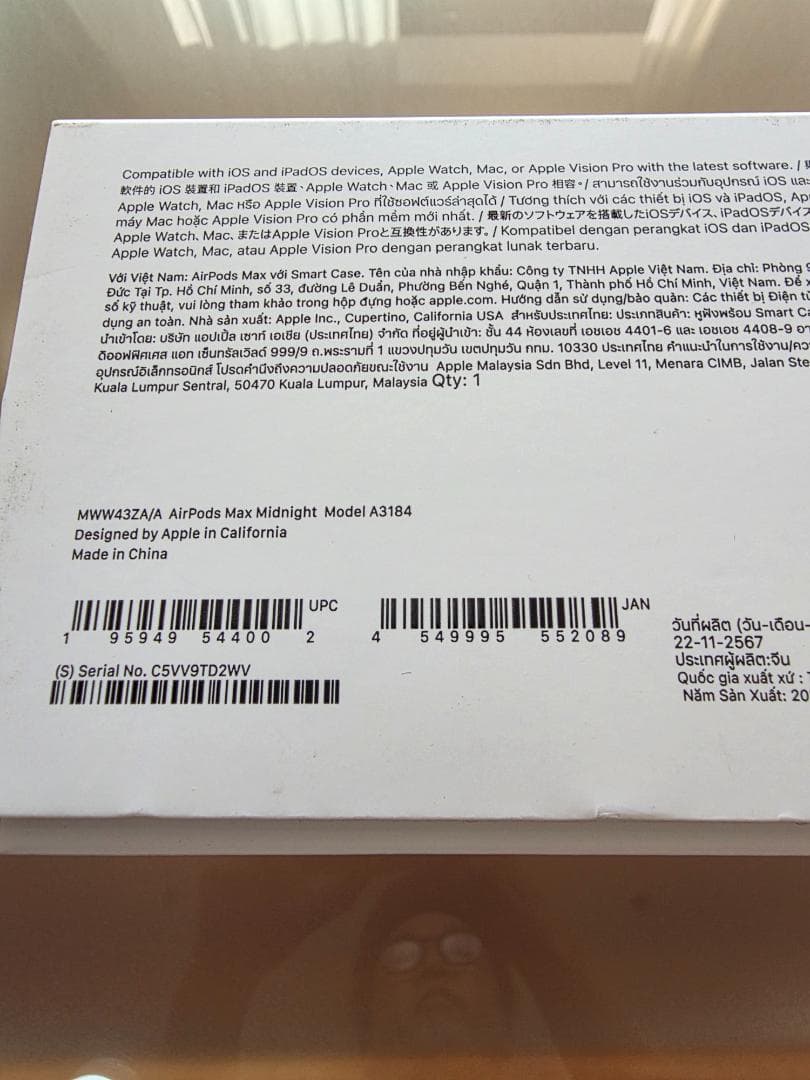 Compatible with iOS and iPadOS devices, Apple Watch, Mac, or Apple Vision Pro with the latest software. /
軟件的 iOS 裝置和 iPadOS 裝置、Apple Watch、Mac 或 Apple Vision Pro 相容。/ สามารถใช้งานร่วมกับอุปกรณ์ iOS และ
Apple Watch, Mac หรือ Apple Vision Pro ที่ใช้ซอฟต์แวร์ล่าสุดได้ / Tương thích với các thiết bị iOS và iPadOS,
máy Mac hoặc Apple Vision Pro có phần mềm mới nhất. / 最新のソフトウェアを搭載したiOSデバイス、iPadOSデバイ
Apple Watch、Mac、またはApple Vision Proと互換性があります。/ Kompatibel dengan perangkat iOS dan iPadOS
Apple Watch, Mac, atau Apple Vision Pro dengan perangkat lunak terbaru.
Với Việt Nam: AirPods Max với Smart Case. Tên của nhà nhập khẩu: Công ty TNHH Apple Việt Nam. Địa chỉ: Phòng
Đức Tại Tp. Hồ Chí Minh, số 33, đường Lê Duẩn, Phường Bến Nghé, Quận 1, Thành phố Hồ Chí Minh, Việt Nam. Để
số kỹ thuật, vui lòng tham khảo trong hộp đựng hoặc apple.com. Hướng dẫn sử dụng/bảo quản: Các thiết bị Điện
dụng an toàn. Nhà sản xuất: Apple Inc., Cupertino, California USA สำหรับประเทศไทย: ประเภทสินค้า: หูฟังพร้อม Smart
นำเข้าโดย: บริษัท แอปเปิ้ล เซาท์ เอเชีย (ประเทศไทย) จำกัด ที่อยู่ผู้นำเข้า: ชั้น 44 ห้องเลขที่ เอชเอช 4401-6 และ เอชเอช 4408-9
ดิออฟฟิศเศส แอท เซ็นทรัลเวิลด์ 999/9 ถ.พระรามที่ 1 แขวงปทุมวัน เขตปทุมวัน กทม. 10330 ประเทศไทย คำแนะนำในการใช้งาน/
อุปกรณ์อิเล็กทรอนิกส์ โปรดคำนึงถึงความปลอดภัยขณะใช้งาน Apple Malaysia Sdn Bhd, Level 11, Menara CIMB, Jalan
Kuala Lumpur Sentral, 50470 Kuala Lumpur, Malaysia Qty: 1
MWW43ZA/A AirPods Max Midnight Model A3184
Designed by Apple in California
Made in China
UPC
1 95949 54400 2
JAN
4 549995 552089
(S) Serial No. C5VV9TD2WV
วันที่ผลิต (วัน-เดือน-
22-11-2567
ประเทศผู้ผลิต:จีน
Quốc gia xuất xứ :
Năm Sản Xuất: 20